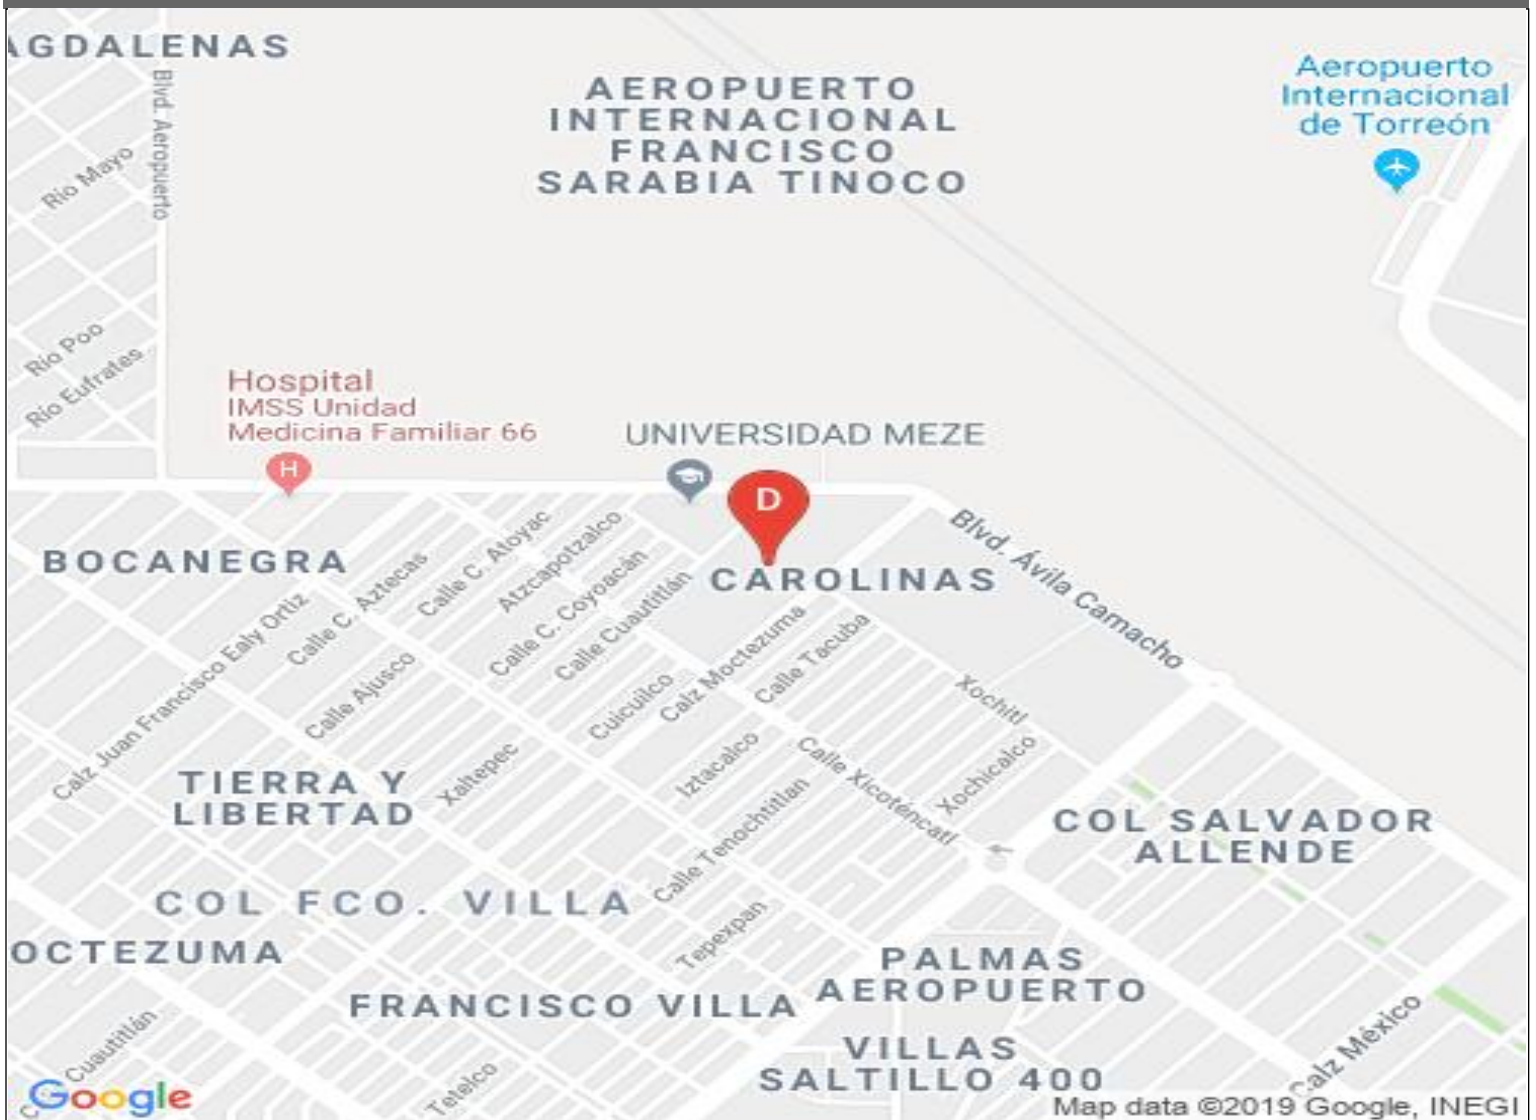 AGDALENAS
AEROPUERTO
INTERNACIONAL
FRANCISCO
SARABIA TINOCO
Aeropuerto
Internacional
de Torreón
Blvd. Aeropuerto
Río Mayo
Río Poo
Río Eufrates
Hospital
IMSS Unidad
Medicina Familiar 66
H
UNIVERSIDAD MEZE
D
BOCANEGRA
CAROLINAS
Blvd. Ávila Camacho
Calle C. Aztecas
Calle C. Atoyac
Atzcapotzalco
Calle C. Coyoacán
Calle Cuautitlán
Calz Juan Francisco Ealy Ortiz
Calle Ajusco
Cuicuilco
Calz Moctezuma
Calle Tacuba
Xochitl
Xaltepec
Iztacalco
Calle Xicoténcatl
Xochicalco
TIERRA Y
LIBERTAD
Calle Tenochtitlan
COL SALVADOR
ALLENDE
COL FCO. VILLA
OCTEZUMA
Tepexpan
PALMAS
AEROPUERTO
FRANCISCO VILLA
Cuautitlán
Tetelco
VILLAS
SALTILLO 400
Calz México
Google
Map data ©2019 Google, INEGI